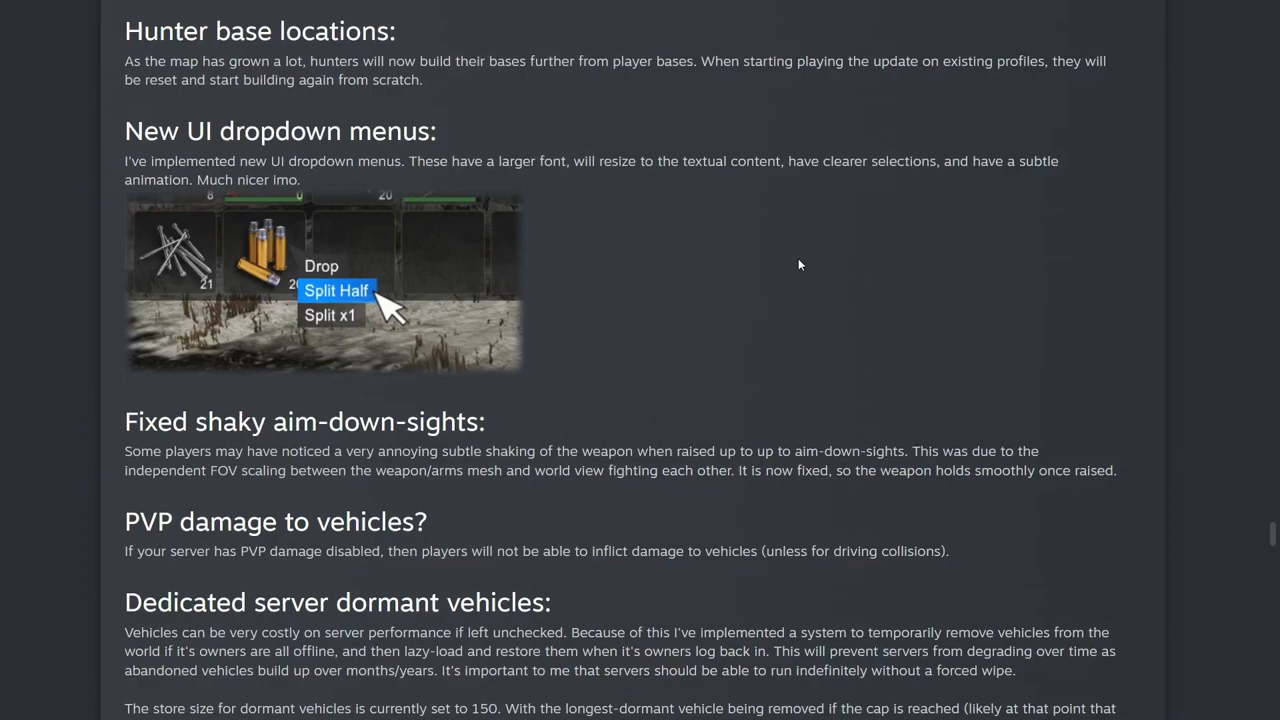 Hunter base locations:
As the map has grown a lot, hunters will now build their bases further from player bases. When starting playing the update on existing profiles, they will
be reset and start building again from scratch.
New UI dropdown menus:
I've implemented new UI dropdown menus. These have a larger font, will resize to the textual content, have clearer selections, and have a subtle
animation. Much nicer imo.
8 0 20
21 20
Drop
Split Half
Split x1
Fixed shaky aim-down-sights:
Some players may have noticed a very annoying subtle shaking of the weapon when raised up to up to aim-down-sights. This was due to the
independent FOV scaling between the weapon/arms mesh and world view fighting each other. It is now fixed, so the weapon holds smoothly once raised.
PVP damage to vehicles?
If your server has PVP damage disabled, then players will not be able to inflict damage to vehicles (unless for driving collisions).
Dedicated server dormant vehicles:
Vehicles can be very costly on server performance if left unchecked. Because of this I've implemented a system to temporarily remove vehicles from the
world if it's owners are all offline, and then lazy-load and restore them when it's owners log back in. This will prevent servers from degrading over time as
abandoned vehicles build up over months/years. It's important to me that servers should be able to run indefinitely without a forced wipe.
The store size for dormant vehicles is currently set to 150. With the longest-dormant vehicle being removed if the cap is reached (likely at that point that